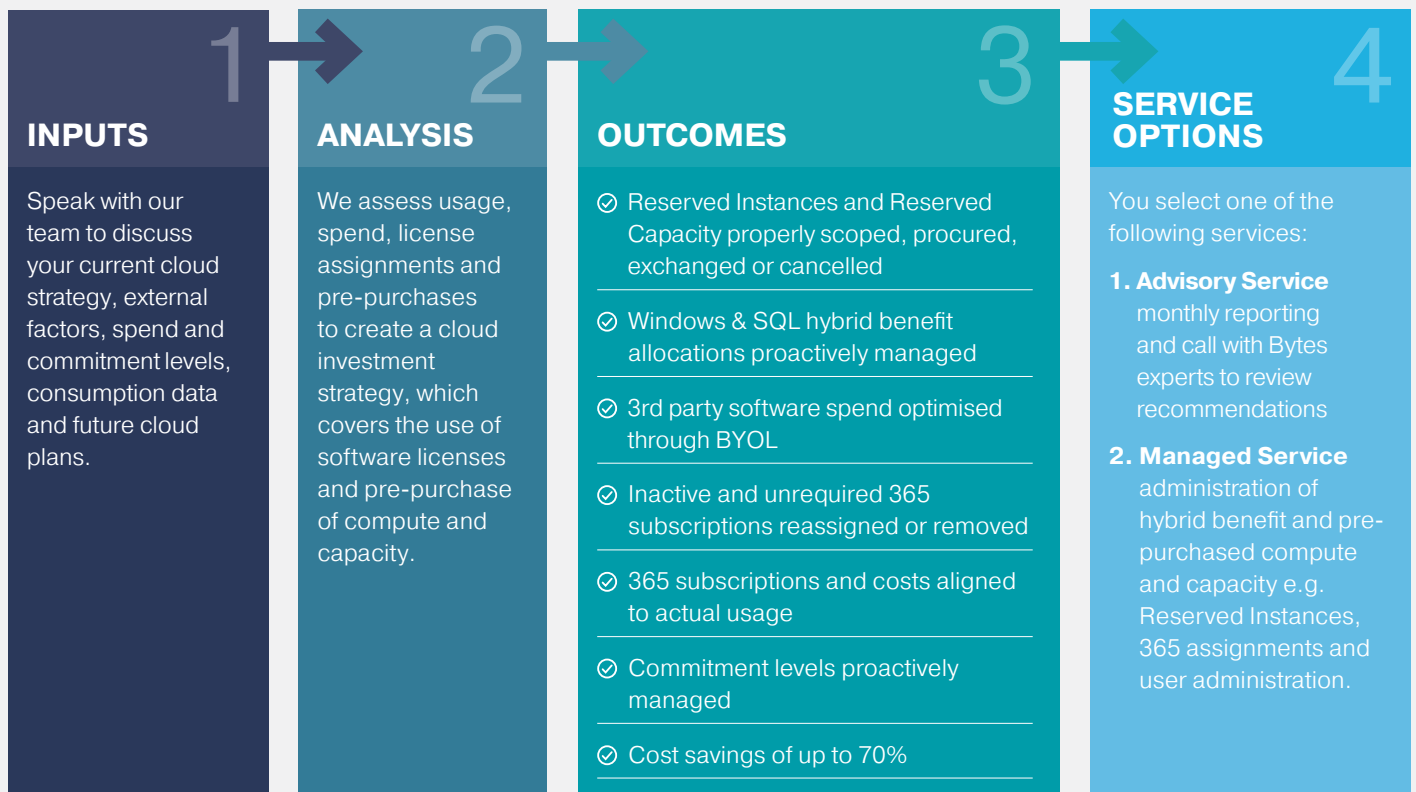 1
INPUTS
Speak with our
team to discuss
your current cloud
strategy, external
factors, spend and
commitment levels,
consumption data
and future cloud
plans.
2
ANALYSIS
We assess usage,
spend, license
assignments and
pre-purchases
to create a cloud
investment
strategy, which
covers the use of
software licenses
and pre-purchase
of compute and
capacity.
3
OUTCOMES
Reserved Instances and Reserved
Capacity properly scoped, procured,
exchanged or cancelled
Windows & SQL hybrid benefit
allocations proactively managed
3rd party software spend optimised
through BYOL
Inactive and unrequired 365
subscriptions reassigned or removed
365 subscriptions and costs aligned
to actual usage
Commitment levels proactively
managed
Cost savings of up to 70%
4
SERVICE
OPTIONS
You select one of the
following services:
1. Advisory Service
monthly reporting
and call with Bytes
experts to review
recommendations
2. Managed Service
administration of
hybrid benefit and pre-
purchased compute
and capacity e.g.
Reserved Instances,
365 assignments and
user administration.